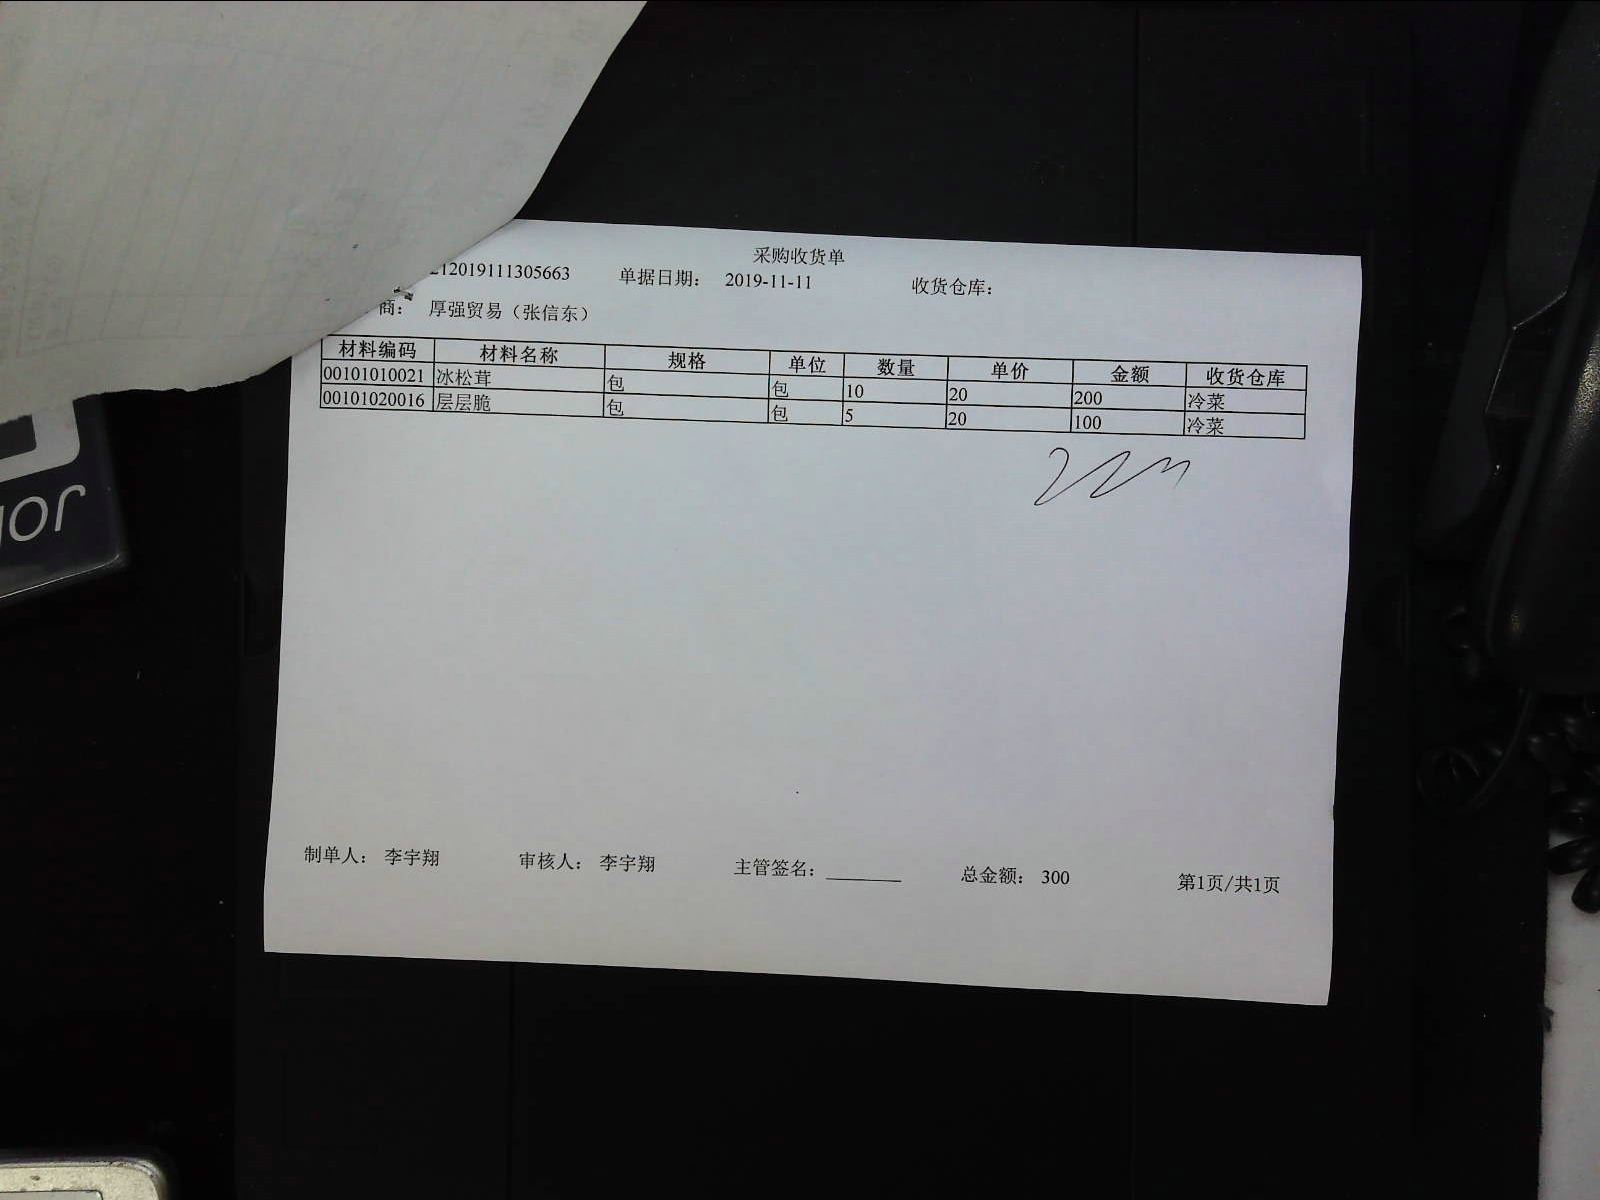 采购收货单
212019111305663 单据日期： 2019-11-11 收货仓库：
商： 厚强贸易（张信东）
材料编码 材料名称 规格 单位 数量 单价 金额 收货仓库
00101010021 冰松茸 包 包 10 20 200 冷菜
00101020016 层层脆 包 包 5 20 100 冷菜
制单人： 李宇翔 审核人： 李宇翔 主管签名： 总金额： 300 第1页/共1页